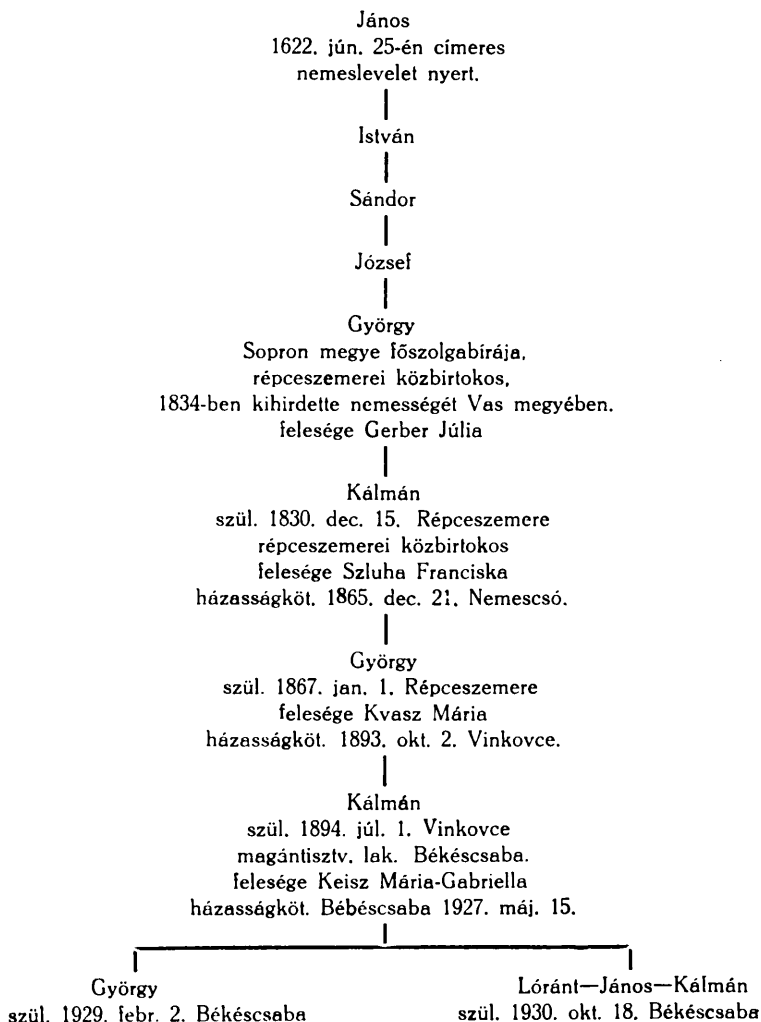 János
1622. jún. 25-én címeres
nemeslevelet nyert.
István
Sándor
József
György
Sopron megye főszolgabírája,
répceszemerei közbirtokos,
1834-ben kihirdette nemességét Vas megyében.
felesége Gerber Júlia
Kálmán
szül. 1830. dec. 15. Répceszemere
répceszemerei közbirtokos
felesége Szluha Franciska
házasságköt. 1865. dec. 21. Nemescsó.
György
szül. 1867. jan. 1. Répceszemere
felesége Kvasz Mária
házasságköt. 1893. okt. 2. Vinkovce.
Kálmán
szül. 1894. júl. 1. Vinkovce
magántisztv. lak. Békéscsaba.
felesége Keisz Mária-Gabriella
házasságköt. Bébéscsaba 1927. máj. 15.
György
szül. 1929. febr. 2. Békéscsaba
Lóránt—János—Kálmán
szül. 1930. okt. 18. Békéscsaba